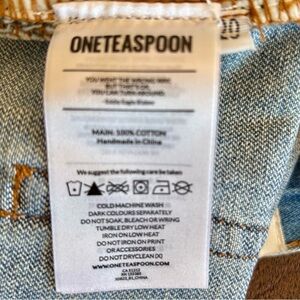 ONETEASPOON
20
YOU WENT THE WRONG WAY,
BUT THAT'S OK,
YOU CAN TURN AROUND.
MAIN: 100% COTTON
Handmade in China
We suggest the following care be taken
COLD MACHINE WASH
DARK COLOURS SEPARATELY
DO NOT SOAK, BLEACH OR WRING
TUMBLE DRY LOW HEAT
IRON ON LOW HEAT
DO NOT IRON ON PRINT
OR ACCESSORIES
DO NOT DRYCLEAN (X)
WWW.ONETEASPOON.COM